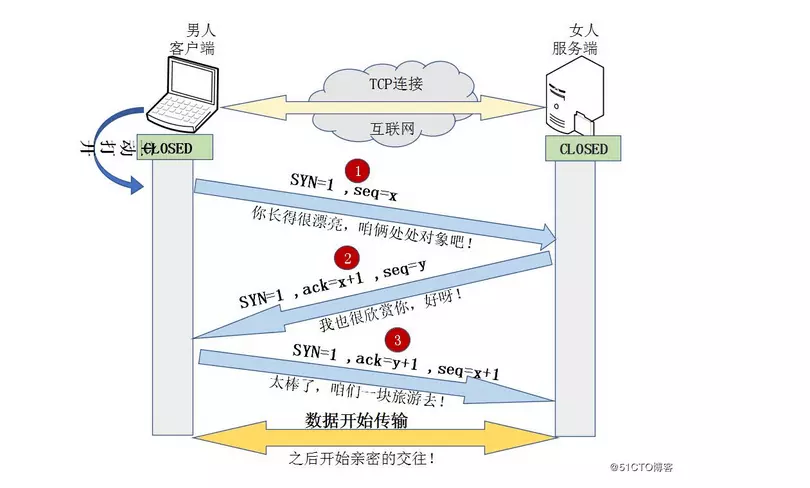 男人
客户端
女人
服务端
TCP连接
互联网
主动打开
CLOSED
CLOSED
1
SYN=1 ,seq=x
你长得很漂亮，咱俩处处对象吧！
2
SYN=1 ,ack=x+1 ,seq=y
我也很欣赏你，好呀！
3
SYN=1 ,ack=y+1 ,seq=x+1
太棒了，咱们一块旅游去！
数据开始传输
之后开始亲密的交往！
@51CTO博客